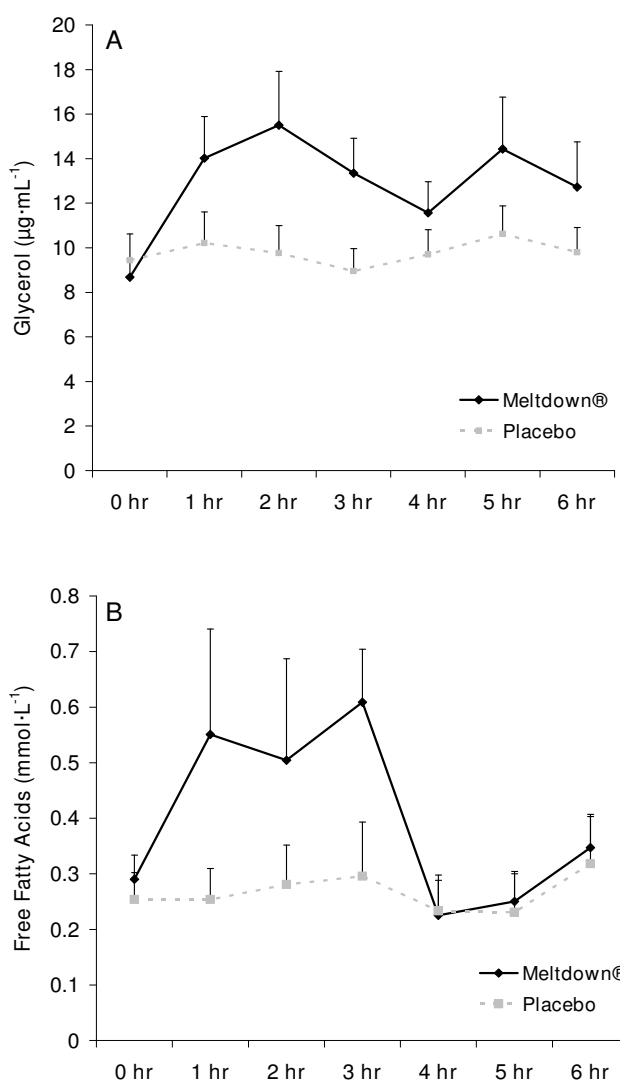 A
Glycerol (µg·mL-1)
20
18
16
14
12
10
8
6
4
2
0
Meltdown®
Placebo
0 hr 1 hr 2 hr 3 hr 4 hr 5 hr 6 hr
B
Free Fatty Acids (mmol·L-1)
0.8
0.7
0.6
0.5
0.4
0.3
0.2
0.1
0
Meltdown®
Placebo
0 hr 1 hr 2 hr 3 hr 4 hr 5 hr 6 hr